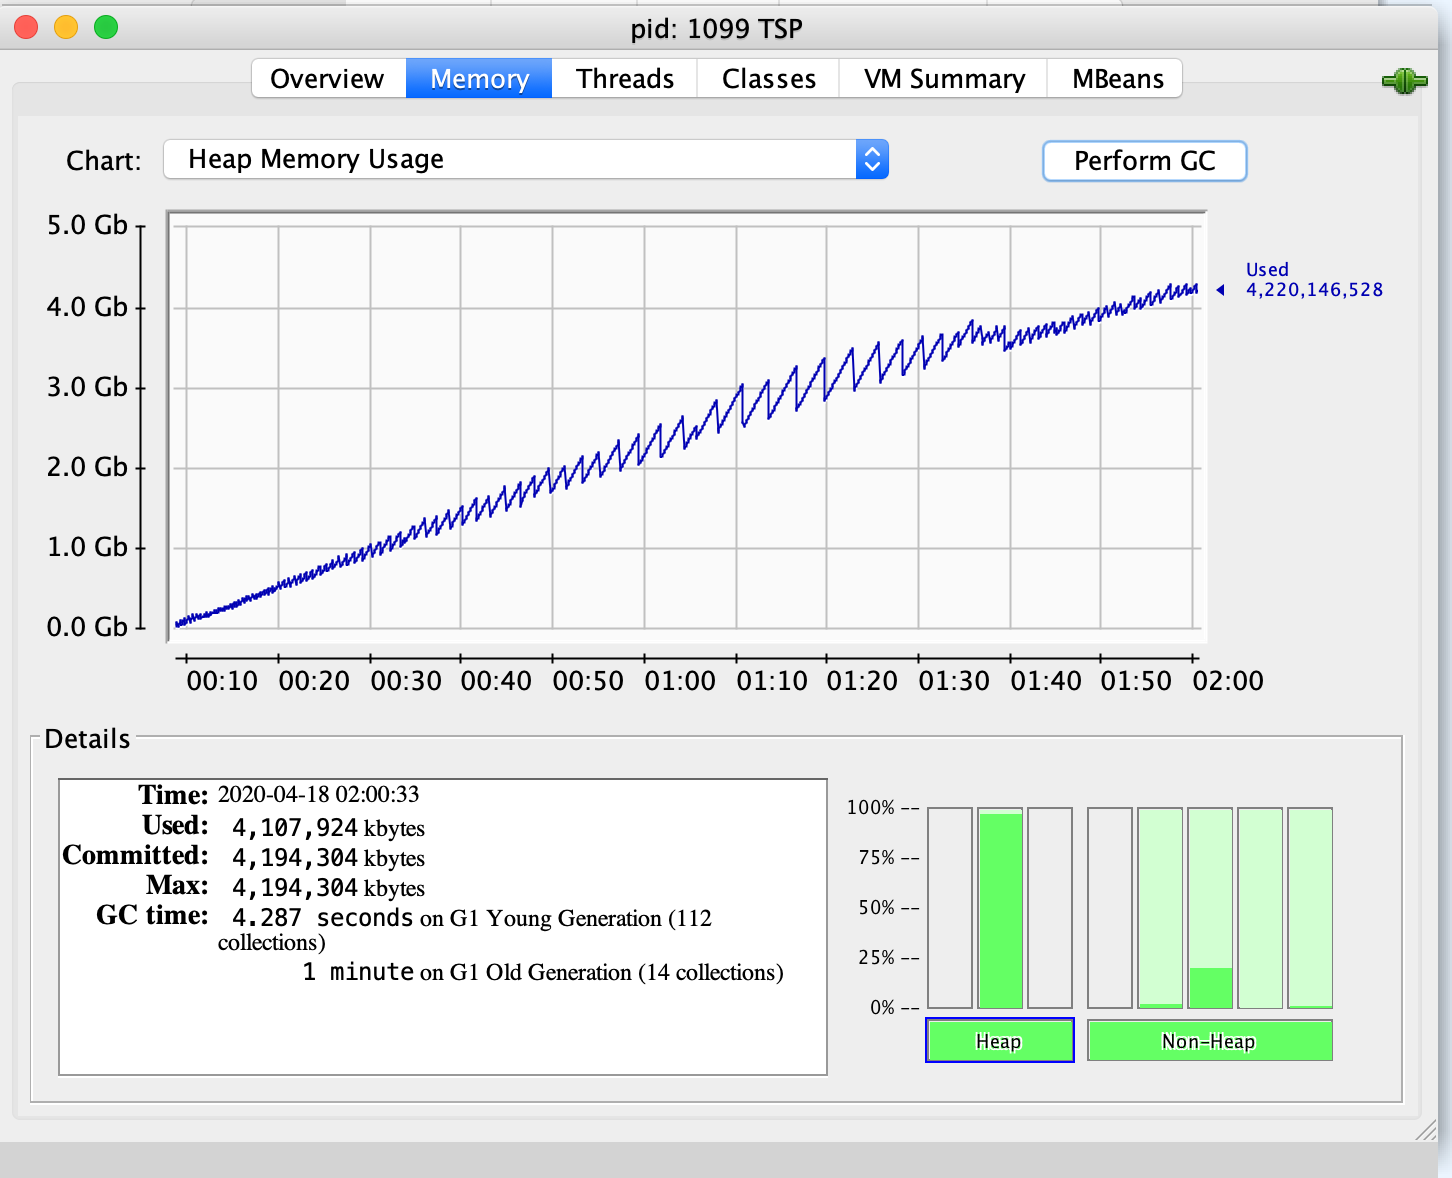 pid: 1099 TSP
Overview Memory Threads Classes VM Summary MBeans
Chart: Heap Memory Usage Perform GC
5.0 Gb
4.0 Gb
3.0 Gb
2.0 Gb
1.0 Gb
0.0 Gb
Used
4,220,146,528
00:10 00:20 00:30 00:40 00:50 01:00 01:10 01:20 01:30 01:40 01:50 02:00
Details
Time: 2020-04-18 02:00:33
Used: 4,107,924 kbytes
Committed: 4,194,304 kbytes
Max: 4,194,304 kbytes
GC time: 4.287 seconds on G1 Young Generation (112
collections)
1 minute on G1 Old Generation (14 collections)
100% --
75% --
50% --
25% --
0% --
Heap Non-Heap